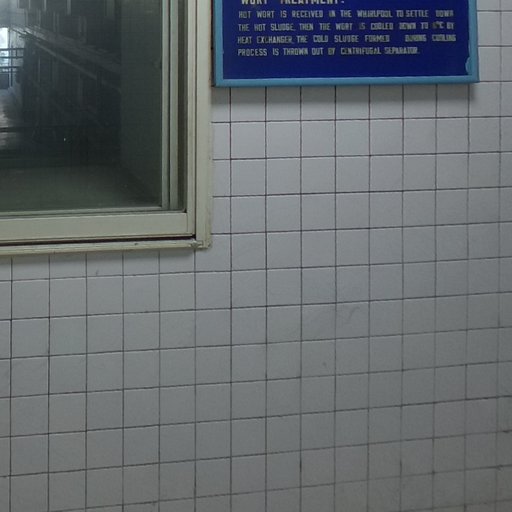 WORT TREATMENT:
HOT WORT IS RECEIVED IN THE WHIRLPOOL TO SETTLE DOWN
THE HOT SLUDGE. THEN THE WORT IS COOLED DOWN TO 6°C BY
HEAT EXCHANGER. THE COLD SLUDGE FORMED DURING COOLING
PROCESS IS THROWN OUT BY CENTRIFUGAL SEPARATOR.